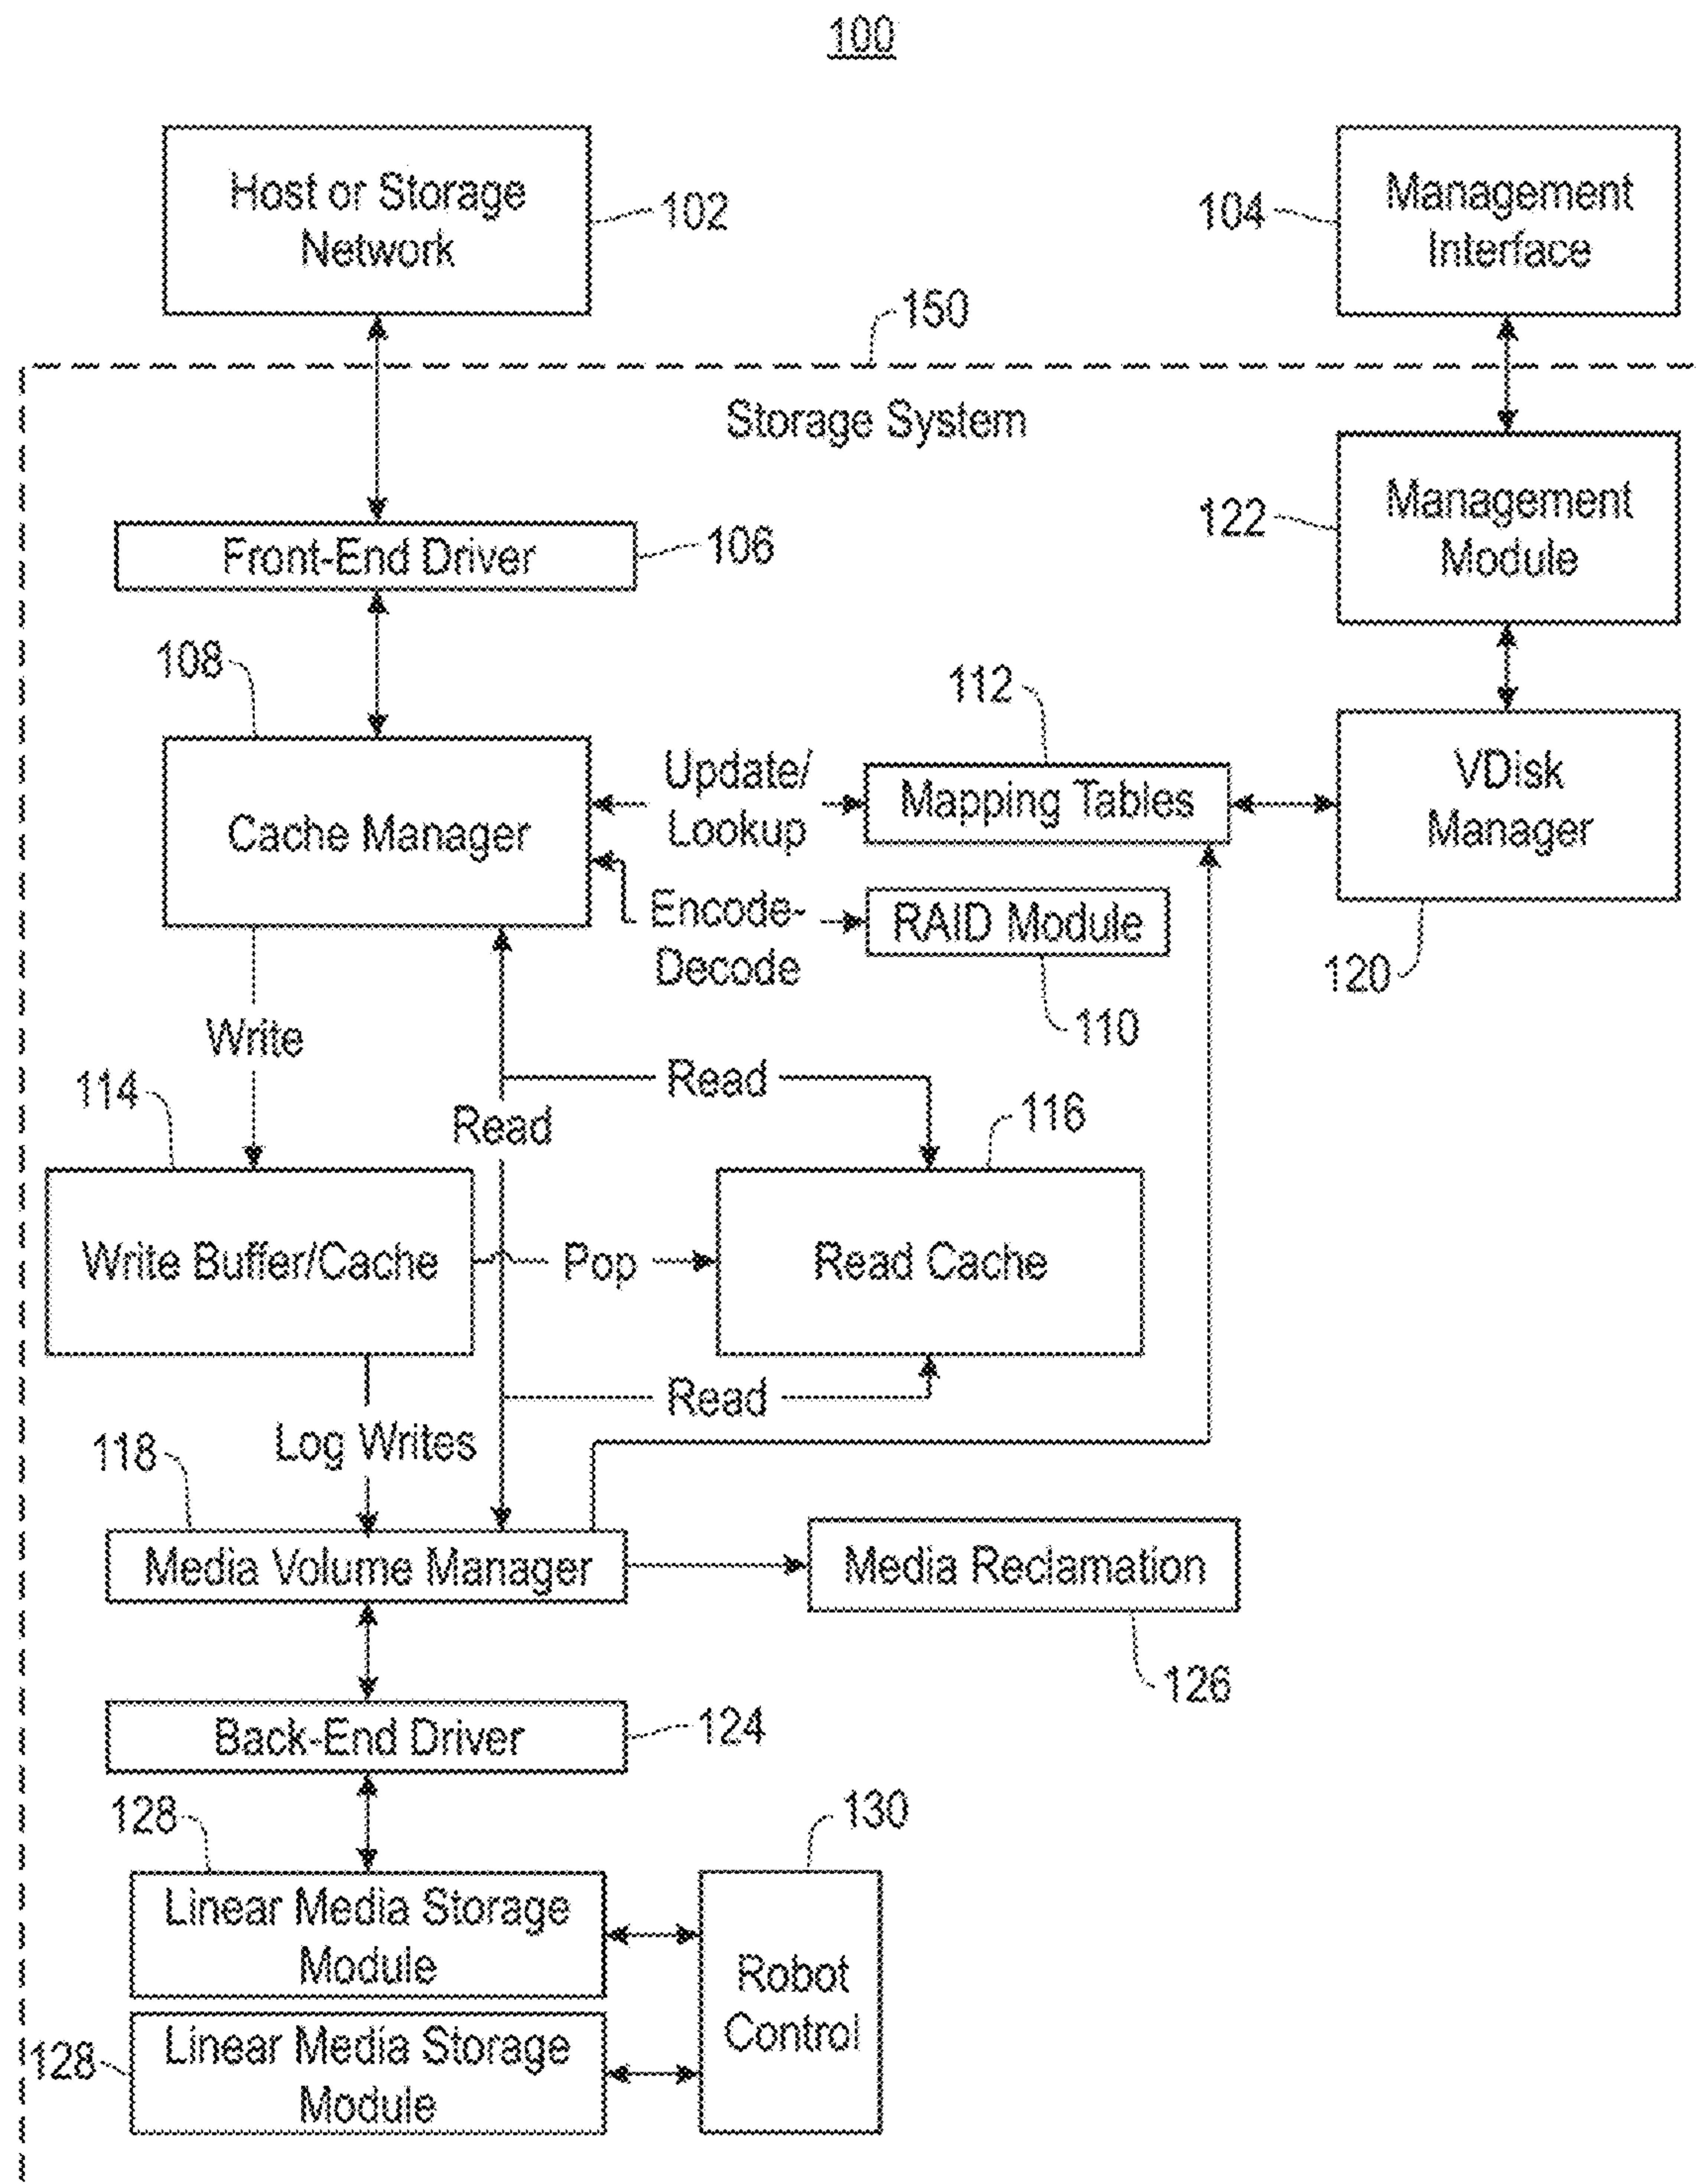 100
Host or Storage
Network
102
104
Management
Interface
150
Storage System
122
Management
Module
Front-End Driver
106
108
Cache Manager
Update/
Lookup
112
Mapping Tables
VDisk
Manager
Encode-
Decode
RAID Module
110
120
Write
Read
Read
114
116
Write Buffer/Cache
Pop
Read Cache
Read
Log Writes
118
Media Volume Manager
Media Reclamation
126
Back-End Driver
124
128
130
Linear Media Storage
Module
Robot
Control
128
Linear Media Storage
Module